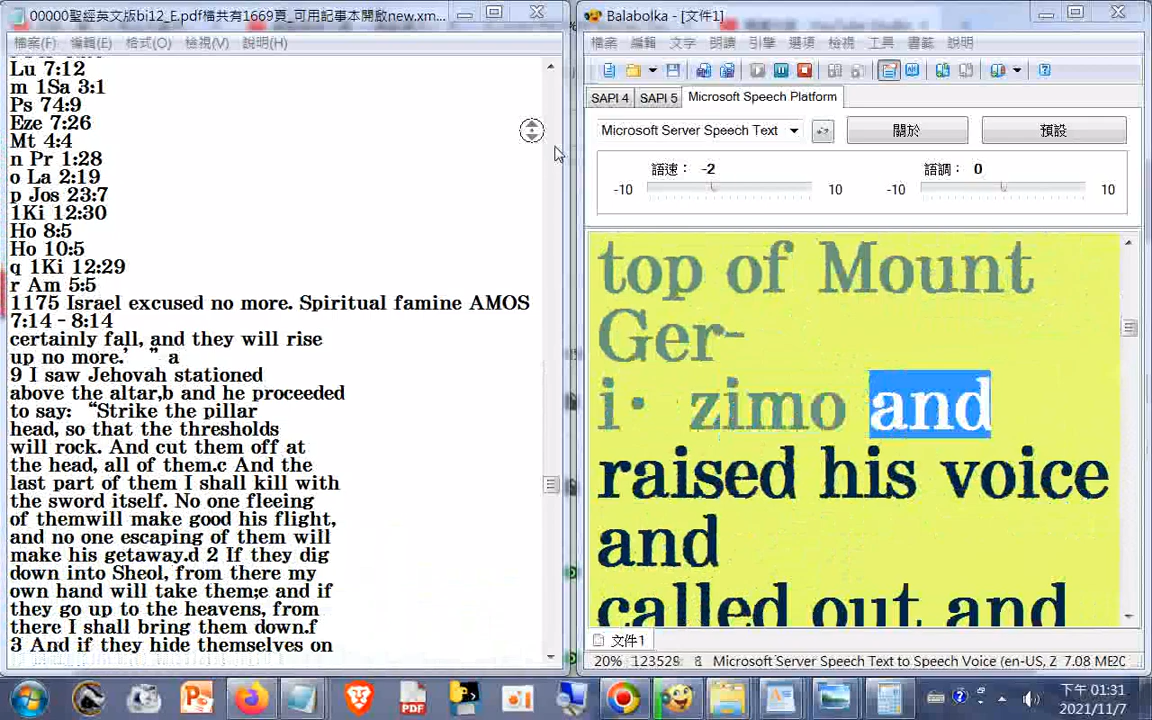 00000聖經英文版bi12_E.pdf檔共有1669頁_可用記事本開啟new.xm...
檔案(F) 編輯(E) 格式(O) 檢視(V) 說明(H)
Lu 7:12
m 1Sa 3:1
Ps 74:9
Eze 7:26
Mt 4:4
n Pr 1:28
o La 2:19
p Jos 23:7
1Ki 12:30
Ho 8:5
Ho 10:5
q 1Ki 12:29
r Am 5:5
1175 Israel excused no more. Spiritual famine AMOS
7:14–8:14
certainly fall, and they will rise
up no more.’ ” a
9 I saw Jehovah stationed
above the altar,b and he proceeded
to say: “Strike the pillar
head, so that the thresholds
will rock. And cut them off at
the head, all of them.c And the
last part of them I shall kill with
the sword itself. No one fleeing
of themwill make good his flight,
and no one escaping of them will
make his getaway.d 2 If they dig
down into Sheol, from there my
own hand will take them;e and if
they go up to the heavens, from
there I shall bring them down.f
3 And if they hide themselves on
Balabolka - [文件1]
檔案 編輯 文字 朗讀 引擎 選項 檢視 工具 書籤 說明
SAPI 4 SAPI 5 Microsoft Speech Platform
Microsoft Server Speech Text 關於 預設
語速： -2 語調： 0
-10 10 -10 10
top of Mount
Ger-
i· zimo and
raised his voice
and
called out and
文件1
20% 123529 Microsoft Server Speech Text to Speech Voice (en-US, Z 7.08 ME20
PDF
下午 01:31
2021/11/7